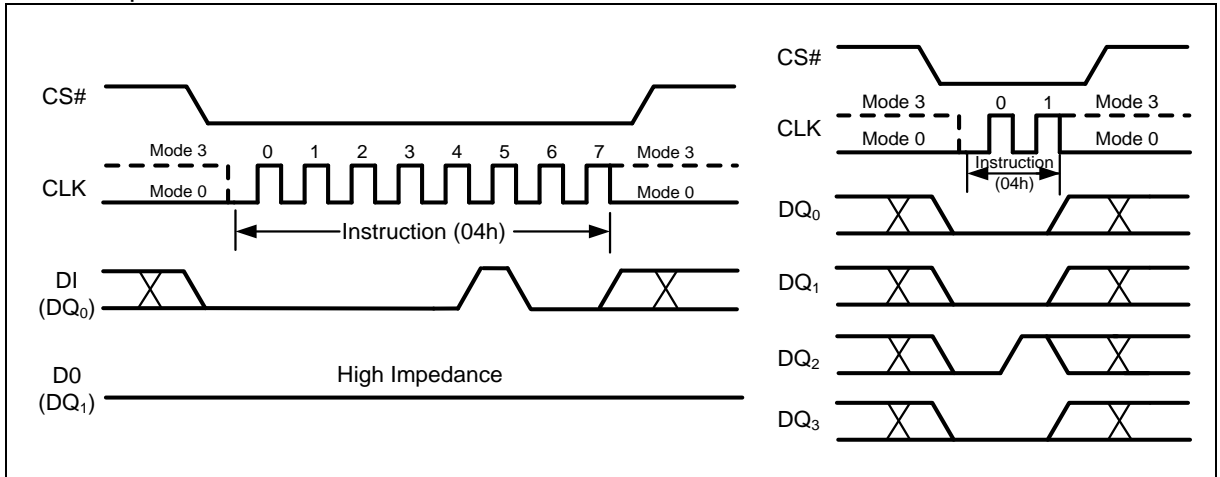 CS#
Mode 3
0 1 2 3 4 5 6 7
Mode 3
CLK
Mode 0
Mode 0
Instruction (04h)
DI
(DQ0)
D0
(DQ1)
High Impedance
CS#
Mode 3
0 1
Mode 3
CLK
Mode 0
Mode 0
Instruction
(04h)
DQ0
DQ1
DQ2
DQ3